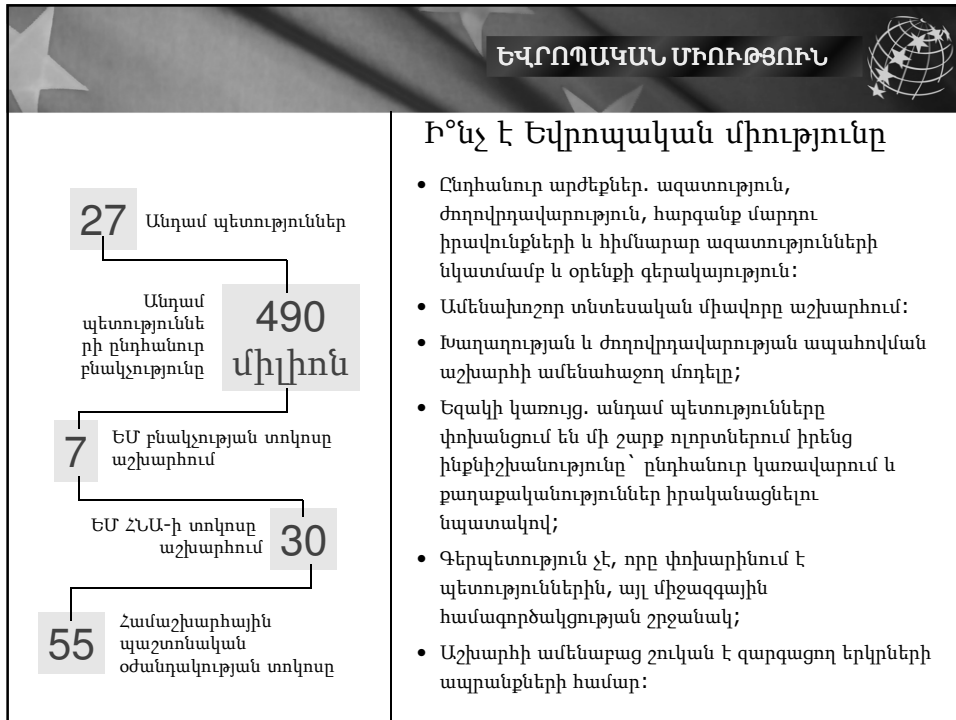 ԵՎՐՈՊԱԿԱՆ ՄԻՈՒԹՅՈՒՆ
27
Անդամ պետություններ
Անդամ
պետություննե
րի ընդհանուր
բնակչությունը
490
միլիոն
7
ԵՄ բնակչության տոկոսը
աշխարհում
ԵՄ ՀՆԱ-ի տոկոսը
աշխարհում
30
55
Համաշխարհային
պաշտոնական
օժանդակության տոկոսը
Ի°նչ է Եվրոպական միությունը
• Ընդհանուր արժեքներ. ազատություն,
ժողովրդավարություն, հարգանք մարդու
իրավունքների և հիմնարար ազատությունների
նկատմամբ և օրենքի գերակայություն:
• Ամենախոշոր տնտեսական միավորը աշխարհում:
• Խաղաղության և ժողովրդավարության ապահովման
աշխարհի ամենահաջող մոդելը;
• Եզակի կառույց. անդամ պետությունները
փոխանցում են մի շարք ոլորտներում իրենց
ինքնիշխանությունը` ընդհանուր կառավարում և
քաղաքականություններ իրականացնելու
նպատակով;
• Գերպետություն չէ, որը փոխարինում է
պետություններին, այլ միջազգային
համագործակցության շրջանակ;
• Աշխարհի ամենաբաց շուկան է զարգացող երկրների
ապրանքների համար: